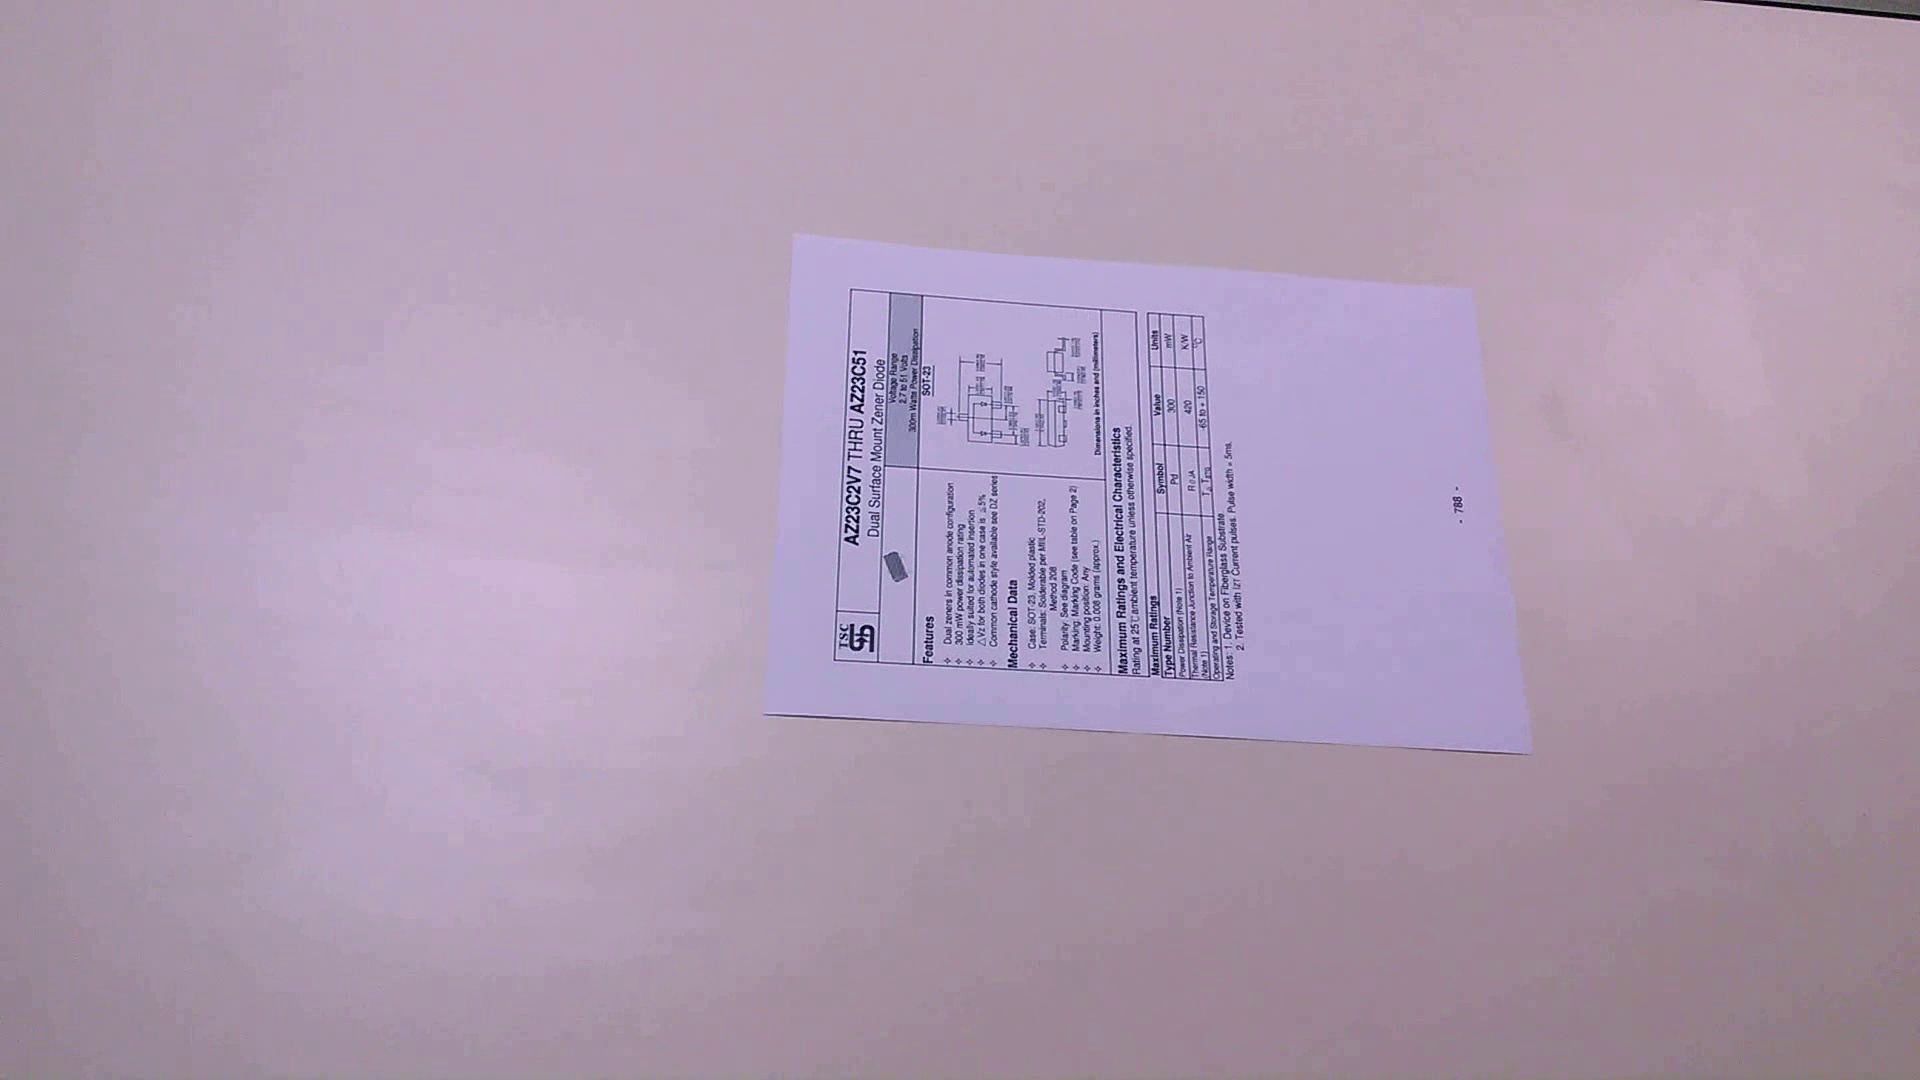 TSC
AZ23C2V7 THRU AZ23C51
Dual Surface Mount Zener Diode
Voltage Range
2.7 to 51 Volts
300m Watts Power Dissipation
SOT-23
Features
Dual zeners in common anode configuration
300 mW power dissipation rating
Ideally suited for automated insertion
△Vz for both diodes in one case is ≦5%
Common cathode style available see DZ series
Mechanical Data
Case: SOT-23, Molded plastic
Terminals: Solderable per MIL-STD-202,
Method 208
Polarity: See diagram
Marking: Marking Code (see table on Page 2)
Mounting position: Any
Weight: 0.008 grams (approx.)
Dimensions in inches and (millimeters)
Maximum Ratings and Electrical Characteristics
Rating at 25℃ ambient temperature unless otherwise specified.
Maximum Ratings
Type Number Symbol Value Units
Power Dissipation (Note 1) Pd 300 mW
Thermal Resistance Junction to Ambient Air
(Note 1) RθJA 420 K/W
Operating and Storage Temperature Range TJ, TSTG -65 to + 150 °C
Notes: 1. Device on Fiberglass Substrate.
2. Tested with IZT Current pulses. Pulse width = 5ms.
- 788 -